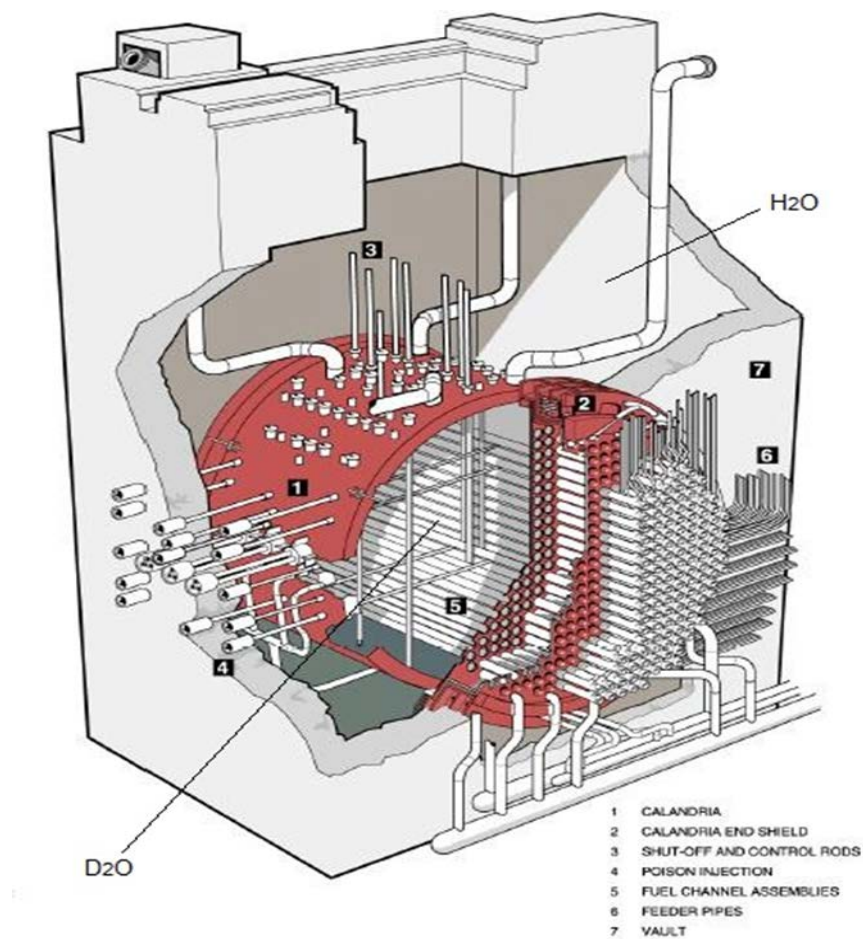 H2O
3
7
2
6
1
5
4
D2O
1 CALANDRIA
2 CALANDRIA END SHIELD
3 SHUT-OFF AND CONTROL RODS
4 POISON INJECTION
5 FUEL CHANNEL ASSEMBLIES
6 FEEDER PIPES
7 VAULT